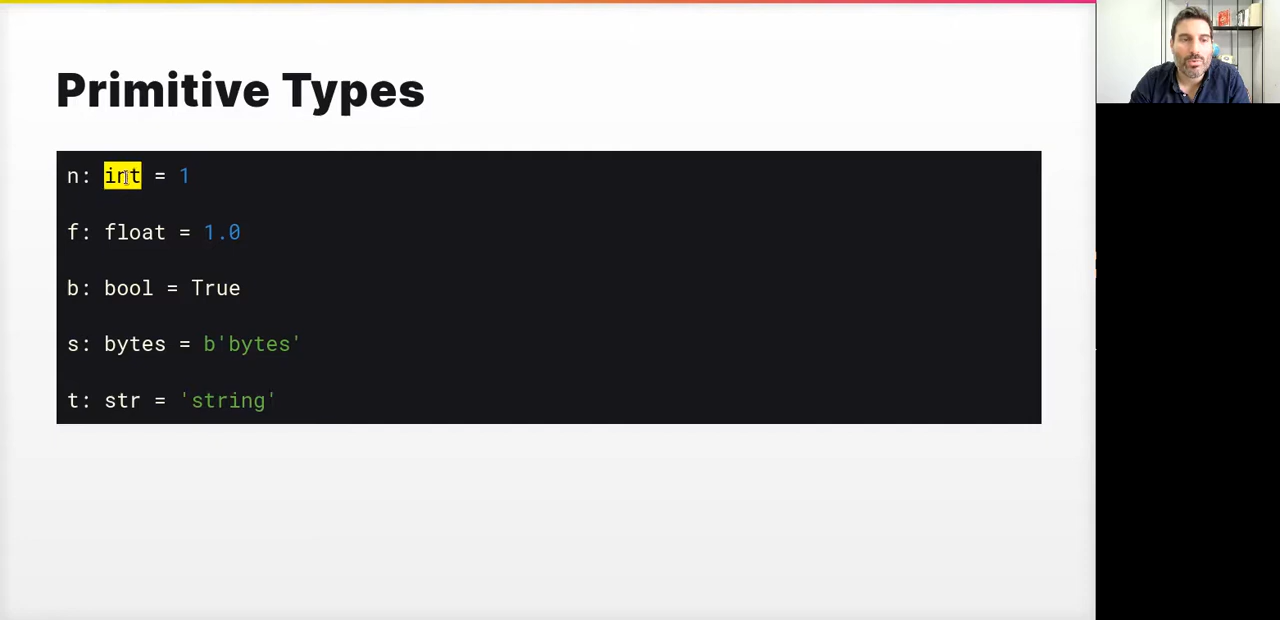 Primitive Types
n: int = 1
f: float = 1.0
b: bool = True
s: bytes = b'bytes'
t: str = 'string'